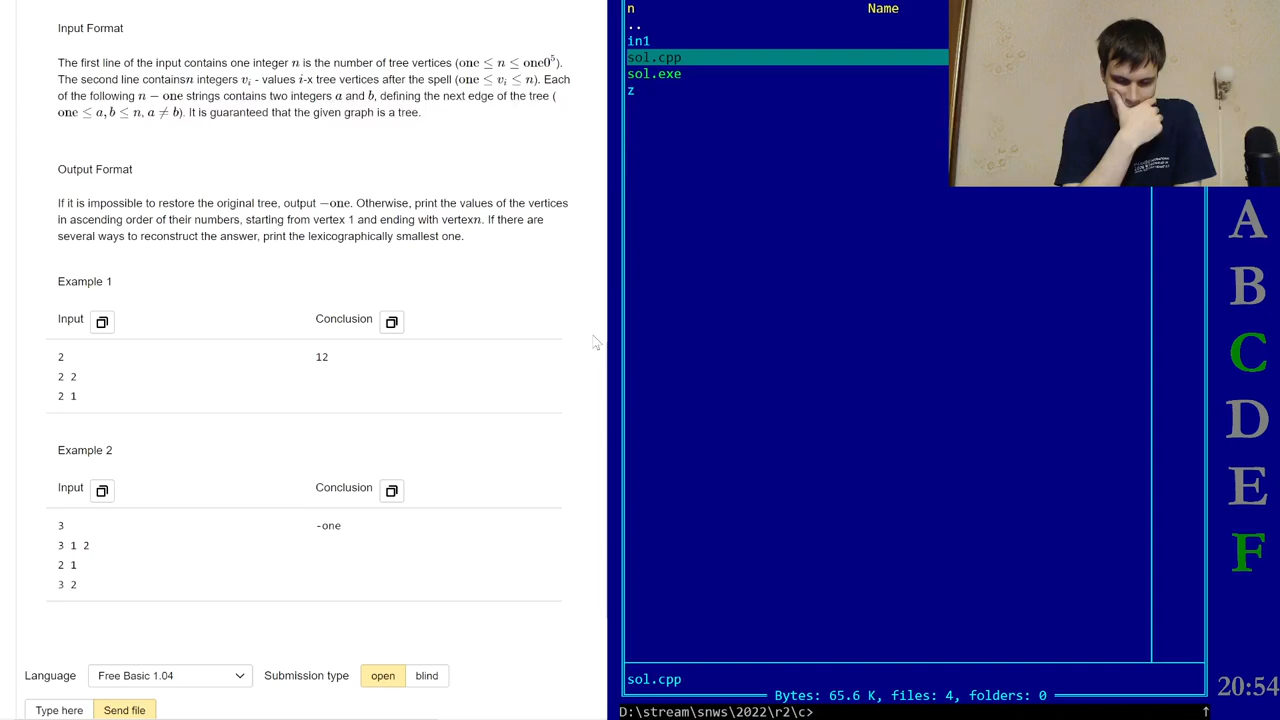 Input Format
The first line of the input contains one integer n is the number of tree vertices (one ≤ n ≤ one0⁵).
The second line containsn integers vᵢ - values i-x tree vertices after the spell (one ≤ vᵢ ≤ n). Each
of the following n − one strings contains two integers a and b, defining the next edge of the tree (
one ≤ a, b ≤ n, a ≠ b). It is guaranteed that the given graph is a tree.
Output Format
If it is impossible to restore the original tree, output −one. Otherwise, print the values of the vertices
in ascending order of their numbers, starting from vertex 1 and ending with vertexn. If there are
several ways to reconstruct the answer, print the lexicographically smallest one.
Example 1
Input Conclusion
2 12
2 2
2 1
Example 2
Input Conclusion
3 -one
3 1 2
2 1
3 2
Language Free Basic 1.04 Submission type open blind
Type here Send file
n Name
..
in1
sol.cpp
sol.exe
z
sol.cpp
Bytes: 65.6 K, files: 4, folders: 0
D:\stream\snws\2022\r2\c> ↑
A
B
C
D
E
F
20:54